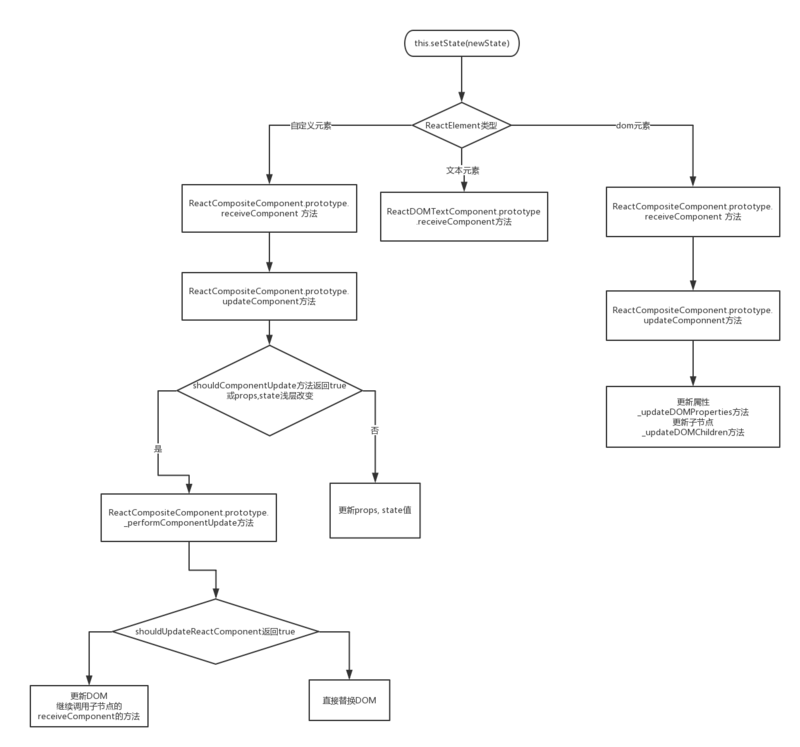 this.setState(newState)
ReactElement类型
自定义元素
dom元素
文本元素
ReactCompositeComponent.prototype.
receiveComponent 方法
ReactDOMTextComponent.prototype
.receiveComponent方法
ReactCompositeComponent.prototype.
receiveComponent 方法
ReactCompositeComponent.prototype.
updateComponent方法
ReactCompositeComponent.prototype.
updateComponnent方法
shouldComponentUpdate方法返回true
或props,state浅层改变
更新属性
_updateDOMProperties方法
更新子节点
_updateDOMChildren方法
是
否
ReactCompositeComponent.prototype.
_performComponentUpdate方法
更新props, state值
shouldUpdateReactComponent返回true
更新DOM
继续调用子节点的
receiveComponent的方法
直接替换DOM